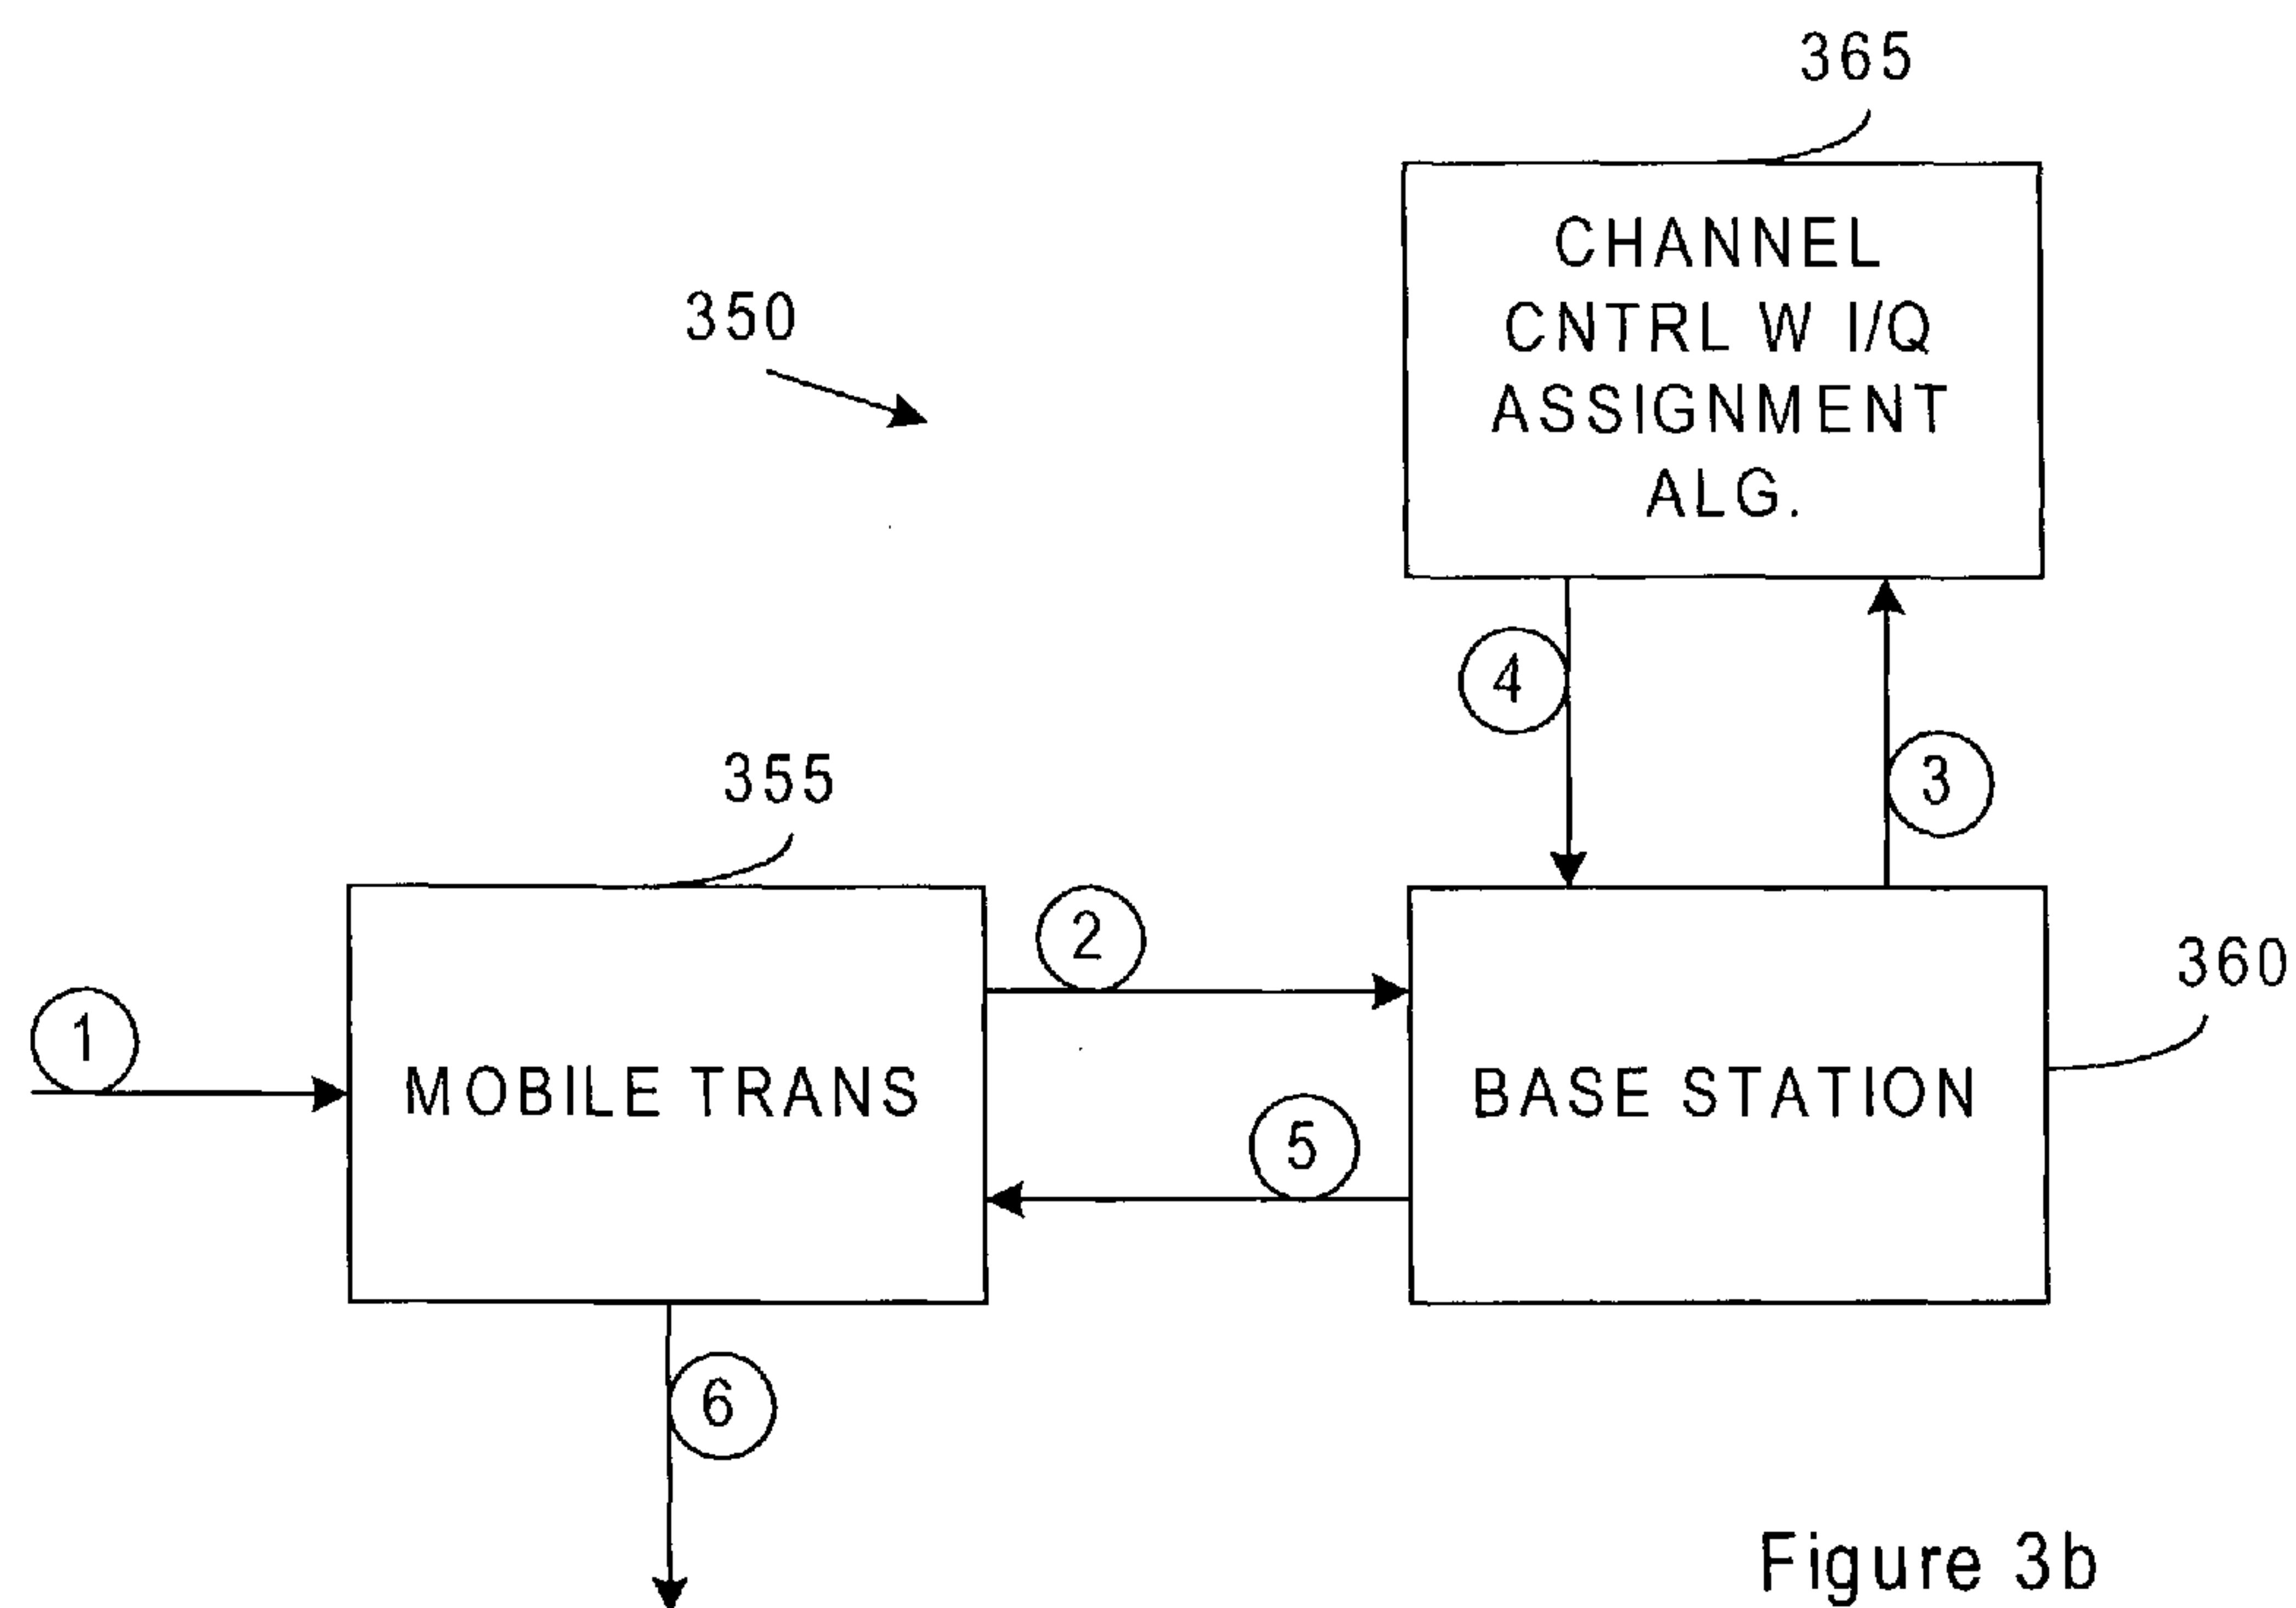 365
CHANNEL
CNTRL W I/Q
ASSIGNMENT
ALG.
350
4
3
355
2
360
1
MOBILE TRANS
BASE STATION
5
6
Figure 3b